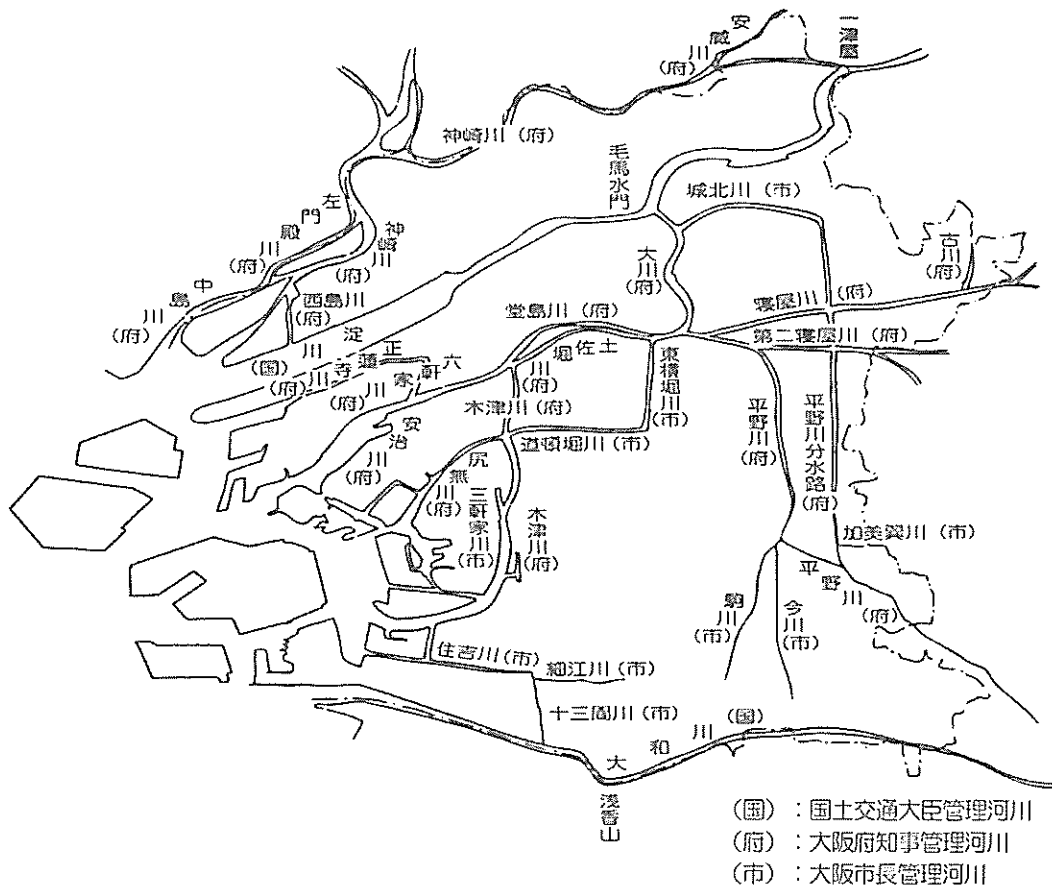 安威川(府)
一津屋
神崎川(府)
毛馬水門
城北川(市)
左門殿川(府)
神崎川(府)
古川(府)
大川(府)
中島川(府)
西島川(府)
寝屋川(府)
堂島川(府)
第二寝屋川(府)
淀川(国)
正蓮寺川(府)
六軒家川(府)
土佐堀川(府)
東横堀川(市)
木津川(府)
平野川(府)
平野川分水路(府)
安治川(府)
道頓堀川(市)
尻無川(府)
三軒家川(市)
木津川(府)
加美巽川(市)
平野川(府)
駒川(市)
今川(市)
住吉川(市)
細江川(市)
十三間川(市)
大和川(国)
浅香山
(国):国土交通大臣管理河川
(府):大阪府知事管理河川
(市):大阪市長管理河川